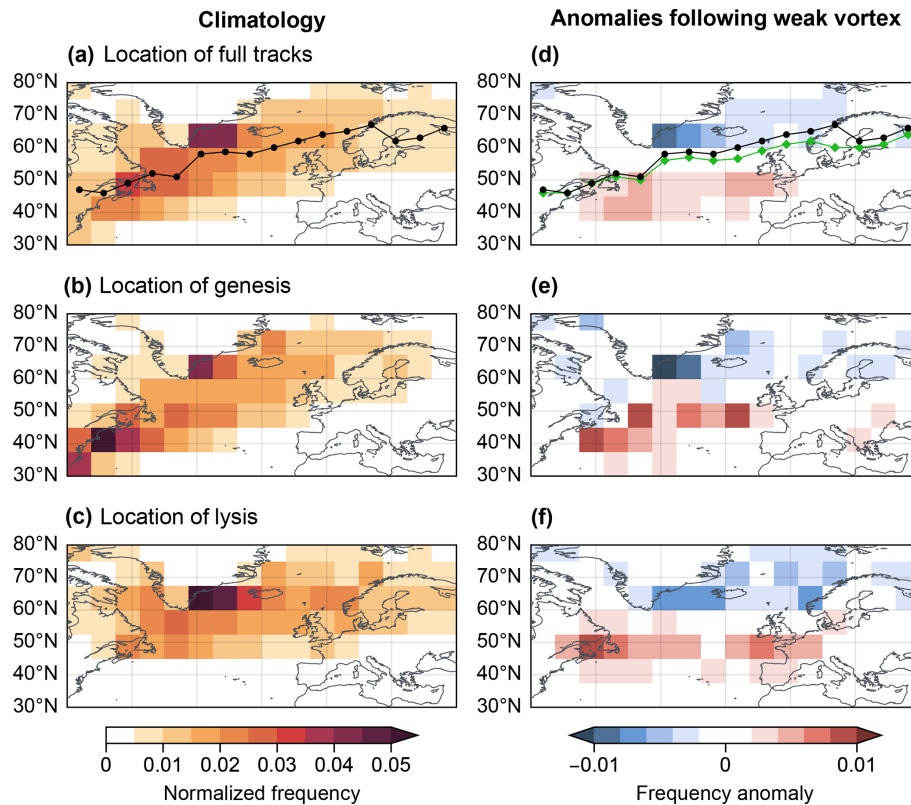 Climatology
Anomalies following weak vortex
(a) Location of full tracks
(d)
80°N
70°N
60°N
50°N
40°N
30°N
80°N
70°N
60°N
50°N
40°N
30°N
(b) Location of genesis
(e)
80°N
70°N
60°N
50°N
40°N
30°N
80°N
70°N
60°N
50°N
40°N
30°N
(c) Location of lysis
(f)
80°N
70°N
60°N
50°N
40°N
30°N
80°N
70°N
60°N
50°N
40°N
30°N
0 0.01 0.02 0.03 0.04 0.05
Normalized frequency
−0.01 0 0.01
Frequency anomaly